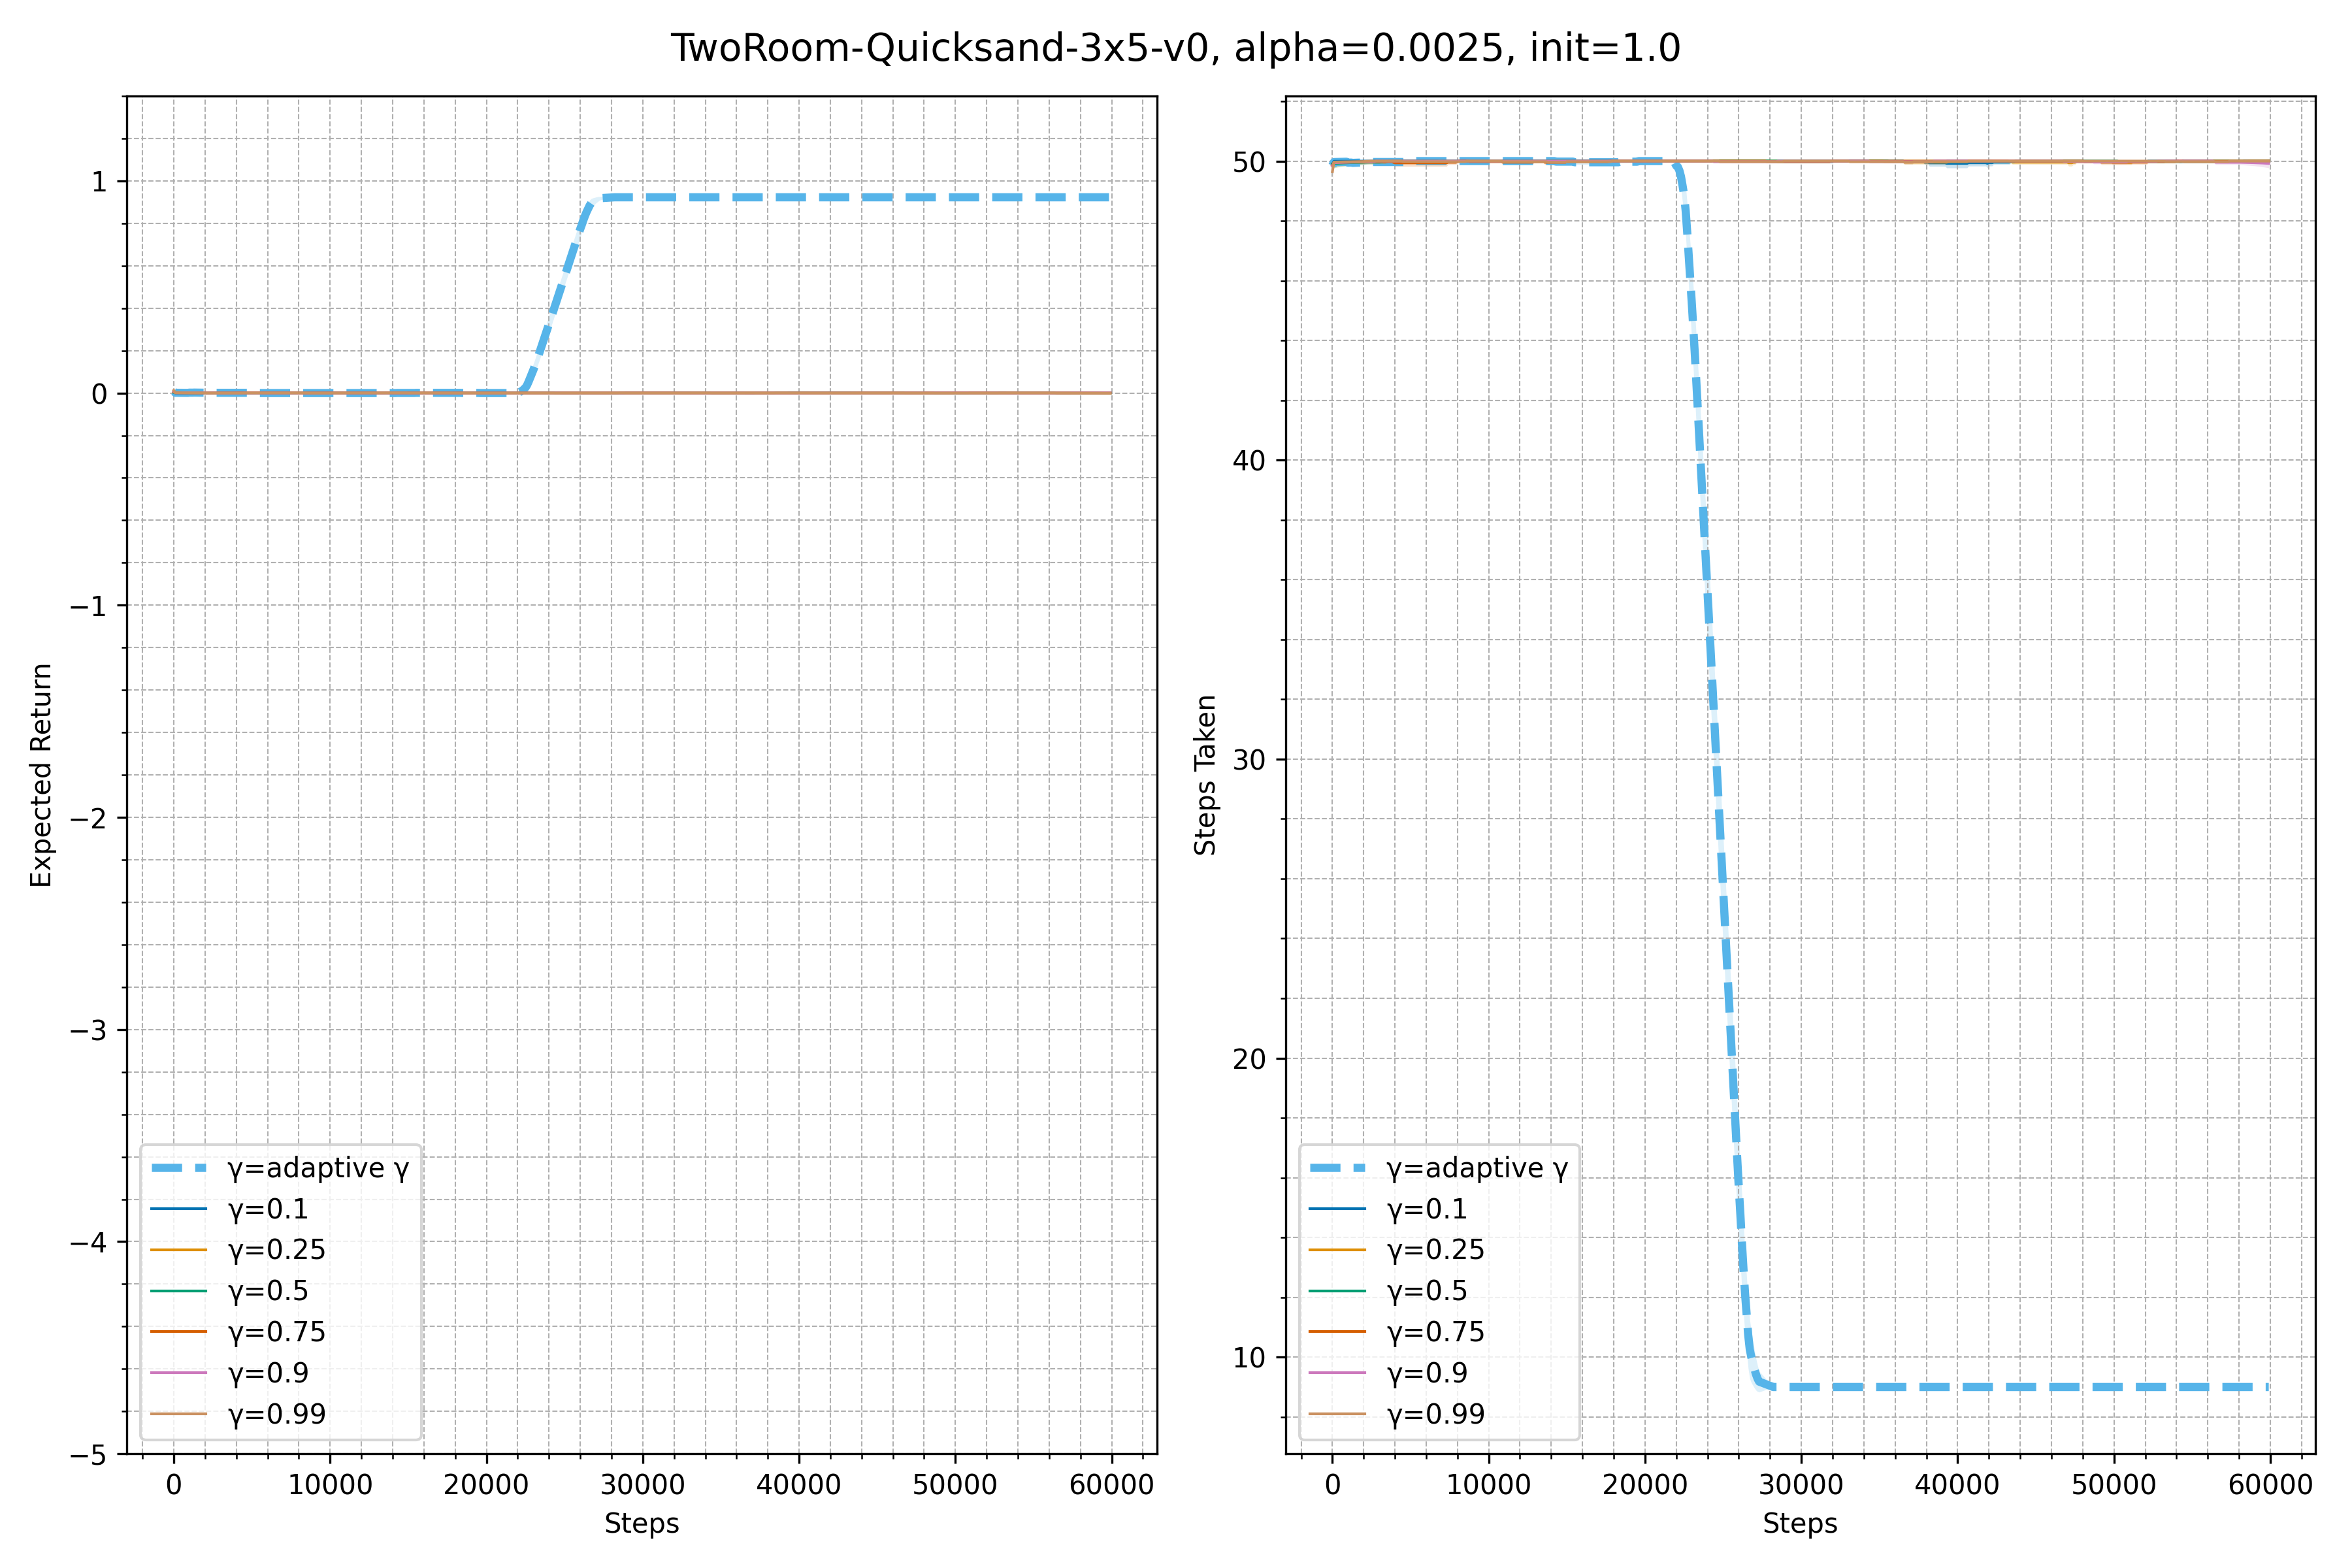 TwoRoom-Quicksand-3x5-v0, alpha=0.0025, init=1.0
Expected Return
1
0
−1
−2
−3
−4
−5
γ=adaptive γ
γ=0.1
γ=0.25
γ=0.5
γ=0.75
γ=0.9
γ=0.99
0 10000 20000 30000 40000 50000 60000
Steps
Steps Taken
50
40
30
20
10
γ=adaptive γ
γ=0.1
γ=0.25
γ=0.5
γ=0.75
γ=0.9
γ=0.99
0 10000 20000 30000 40000 50000 60000
Steps